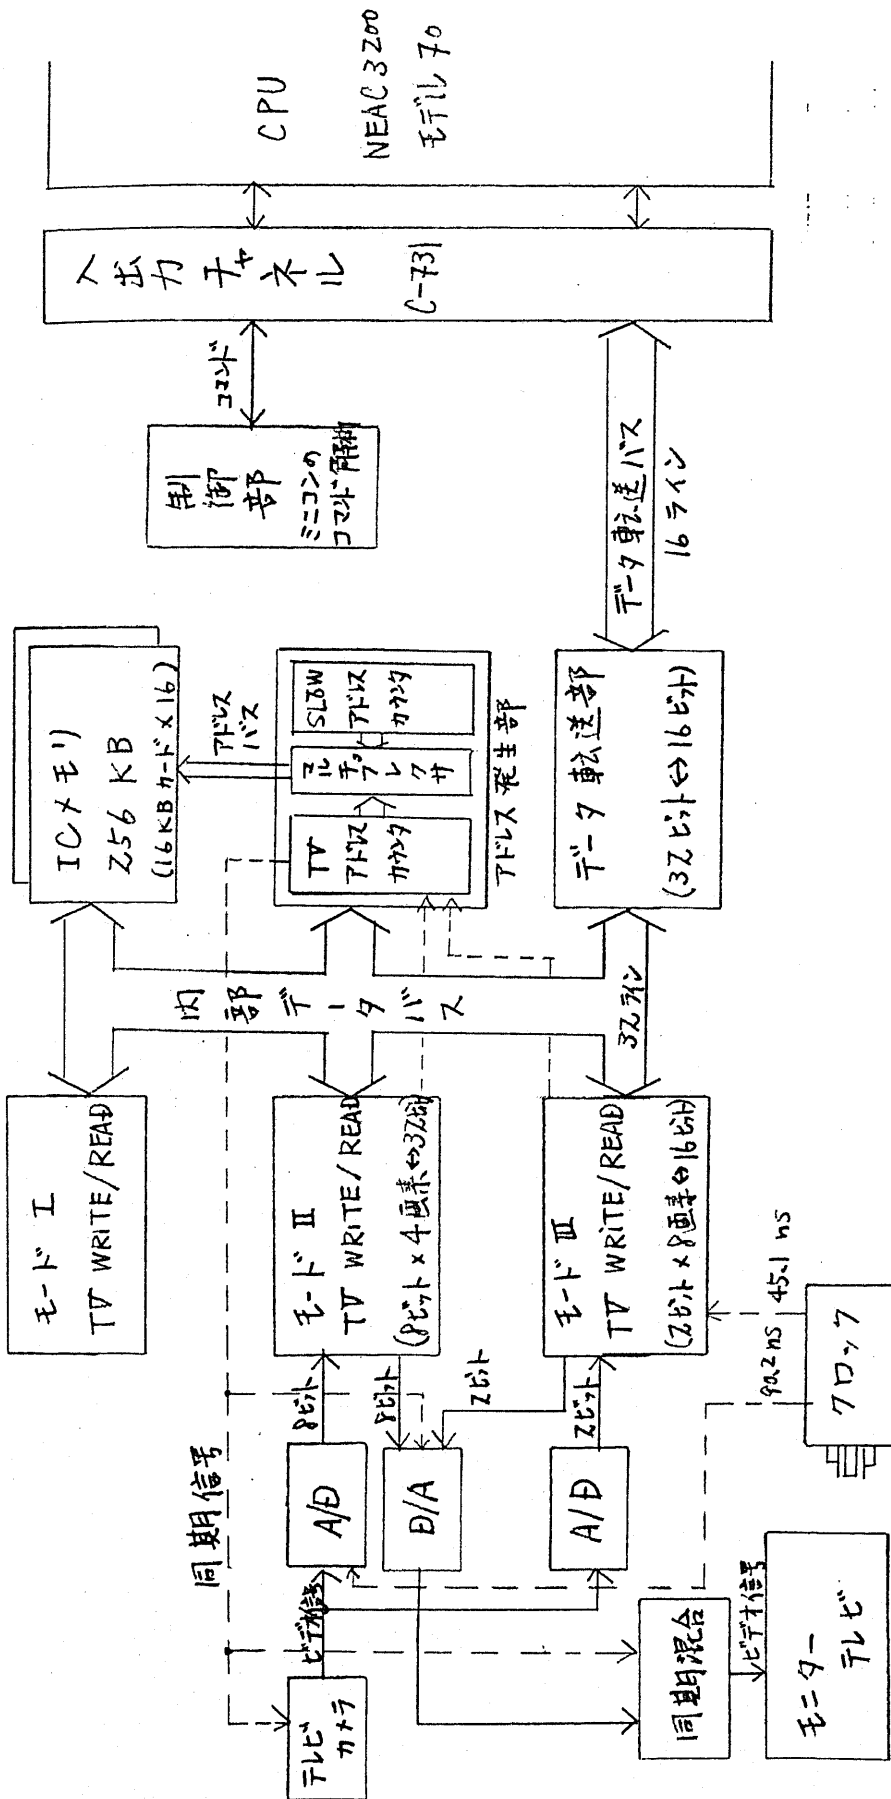 CPU
NEAC 3200
モデル 70
入出力チャネル
C-731
コマンド
制御部
ミニコンの
コマンド解析
データ転送バス
16ライン
ICメモリ
256 KB
(16KBカード×16)
アドレス
バス
SLOW
アドレス
カウンタ
マルチプレクサ
TV
アドレス
カウンタ
アドレス発生部
データ転送部
(32ビット↔16ビット)
内部データバス
32ライン
モード I
TV WRITE/READ
モード II
TV WRITE/READ
(8ビット×4画素↔32ビット)
モード III
TV WRITE/READ
(2ビット×8画素↔16ビット)
8ビット
8ビット
2ビット
2ビット
90.2ns
45.1ns
クロック
A/D
D/A
A/D
同期信号
ビデオ信号
テレビ
カメラ
同期混合
ビデオ信号
モニター
テレビ